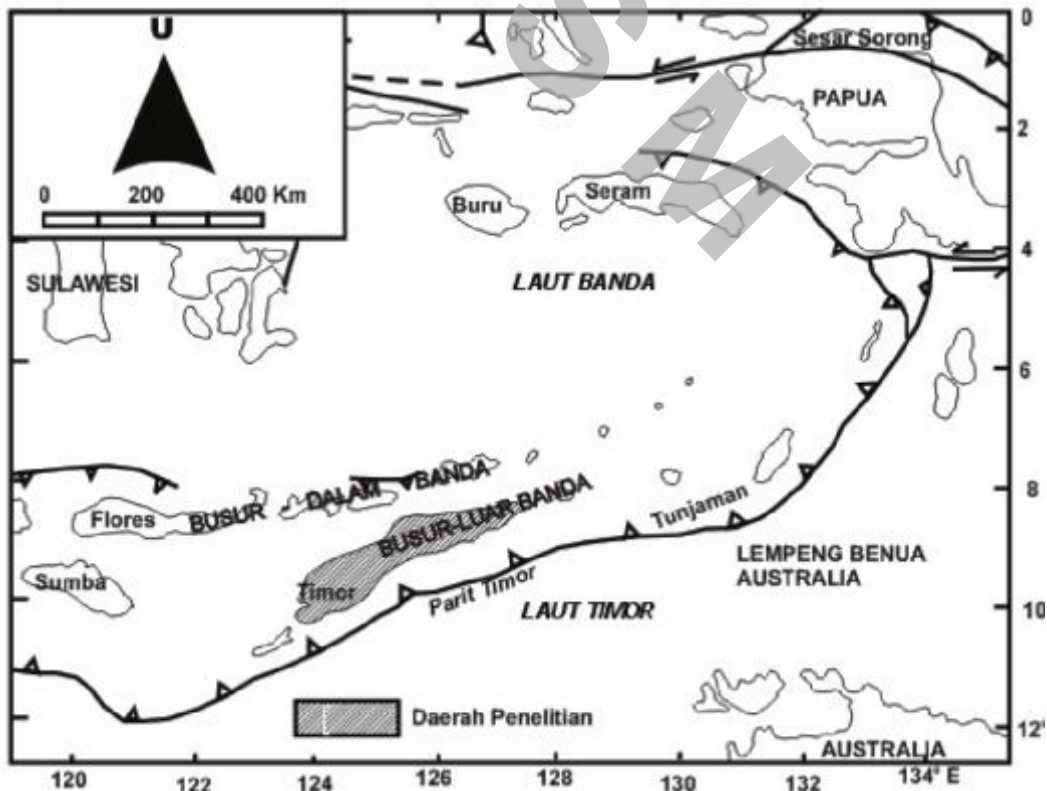 U
0 200 400 Km
0
Sesar Sorong
PAPUA
2
Buru
Seram
4
SULAWESI
LAUT BANDA
6
8
Flores
BUSUR DALAM BANDA
BUSUR-LUAR BANDA
Tunjaman
LEMPENG BENUA
AUSTRALIA
Sumba
Timor
Parit Timor
LAUT TIMOR
10
Daerah Penelitian
12°
AUSTRALIA
120 122 124 126 128 130 132 134° E